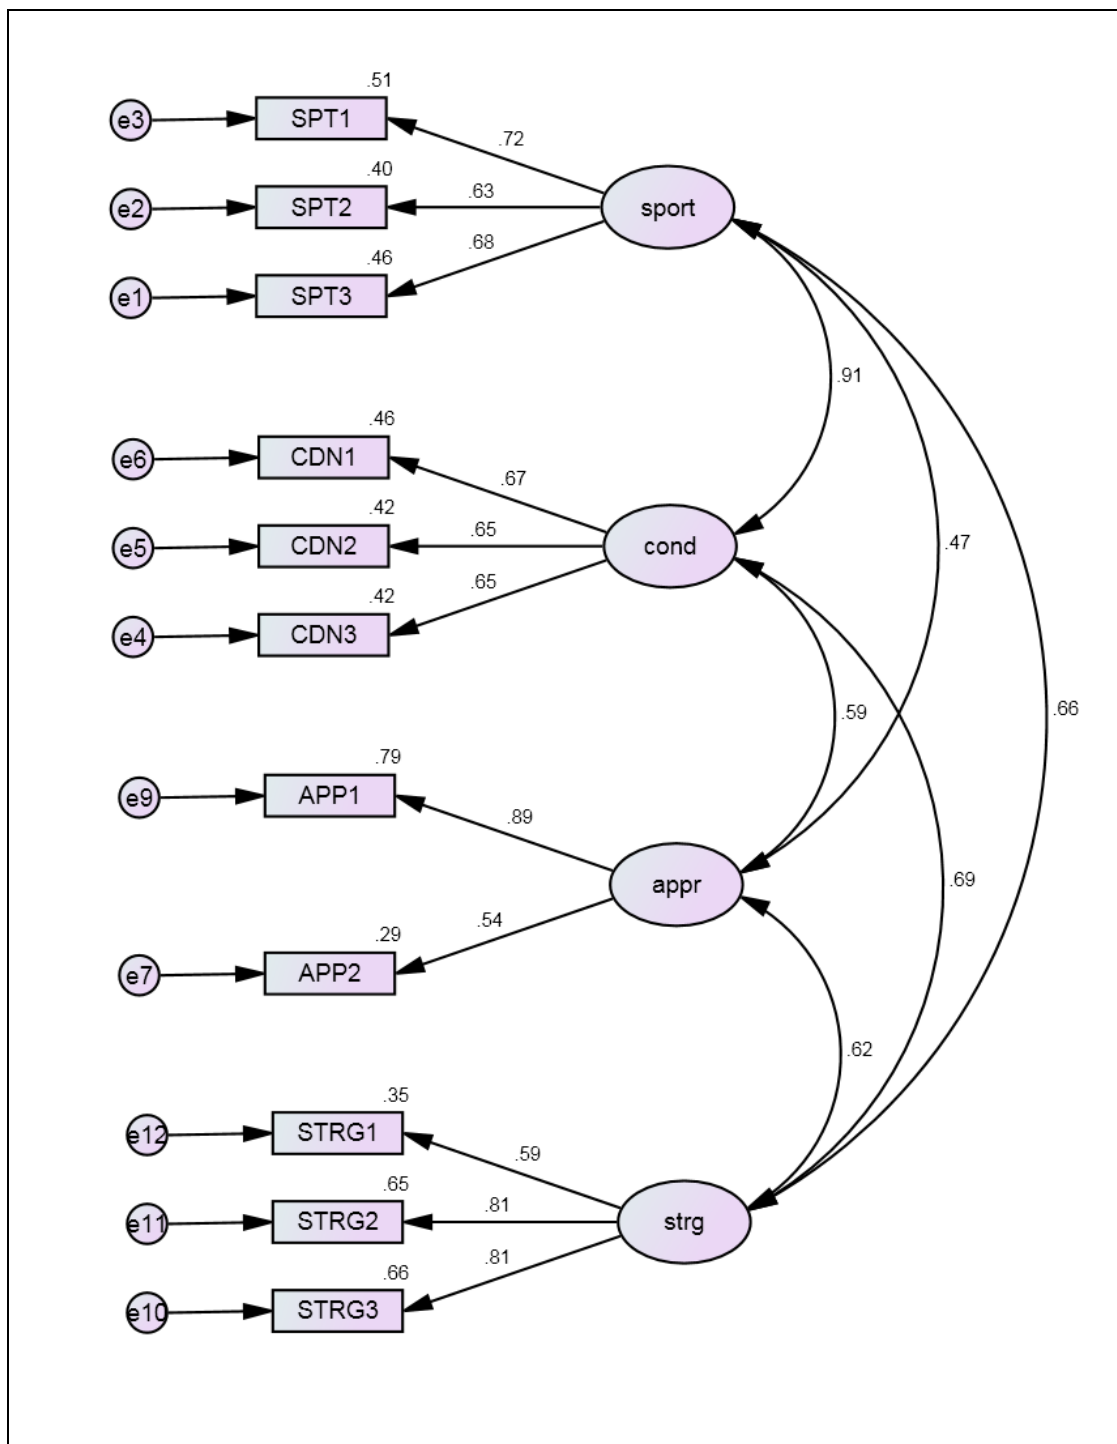 .51
e3 SPT1
.72
.40
e2 SPT2 .63 sport
.68
.46
e1 SPT3
.91
.46
e6 CDN1
.67
.42
e5 CDN2 .65 cond .47
.65
.42
e4 CDN3
.59 .66
.79
e9 APP1
.89
appr .69
.54
.29
e7 APP2
.62
.35
e12 STRG1
.59
.65
e11 STRG2 .81 strg
.81
.66
e10 STRG3